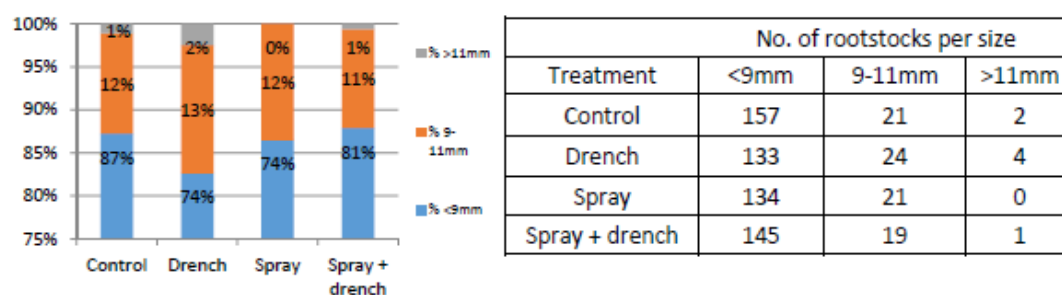 100%
95%
90%
85%
80%
75%
1%
12%
87%
2%
13%
74%
0%
12%
74%
1%
11%
81%
Control Drench Spray Spray +
drench
% >11mm
% 9-
11mm
% <9mm
No. of rootstocks per size
Treatment <9mm 9-11mm >11mm
Control 157 21 2
Drench 133 24 4
Spray 134 21 0
Spray + drench 145 19 1